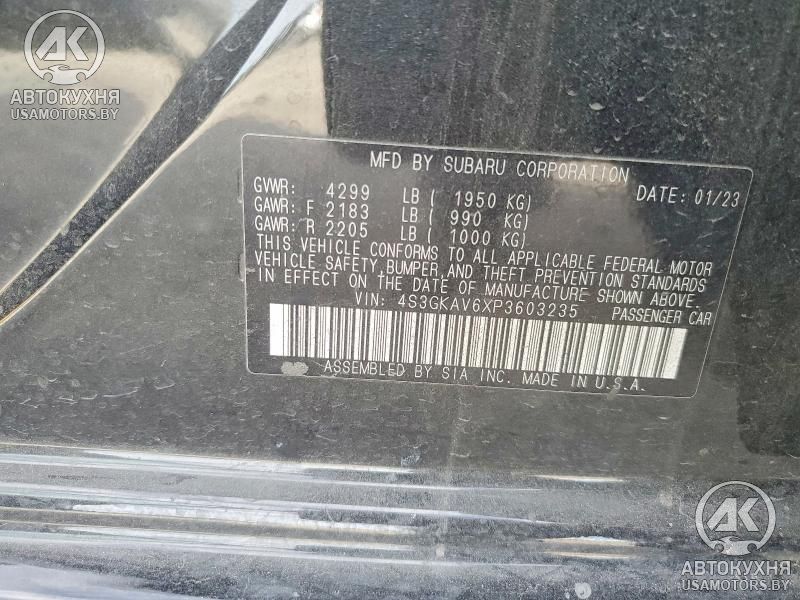 AK
АВТОКУХНЯ
USAMOTORS.BY
MFD BY SUBARU CORPORATION
GVWR: 4299 LB ( 1950 KG) DATE: 01/23
GAWR: F 2183 LB ( 990 KG)
GAWR: R 2205 LB ( 1000 KG)
THIS VEHICLE CONFORMS TO ALL APPLICABLE FEDERAL MOTOR
VEHICLE SAFETY, BUMPER, AND THEFT PREVENTION STANDARDS
IN EFFECT ON THE DATE OF MANUFACTURE SHOWN ABOVE.
VIN: 4S3GKAV6XP3603235 PASSENGER CAR
ASSEMBLED BY SIA INC. MADE IN U.S.A.
AK
АВТОКУХНЯ
USAMOTORS.BY